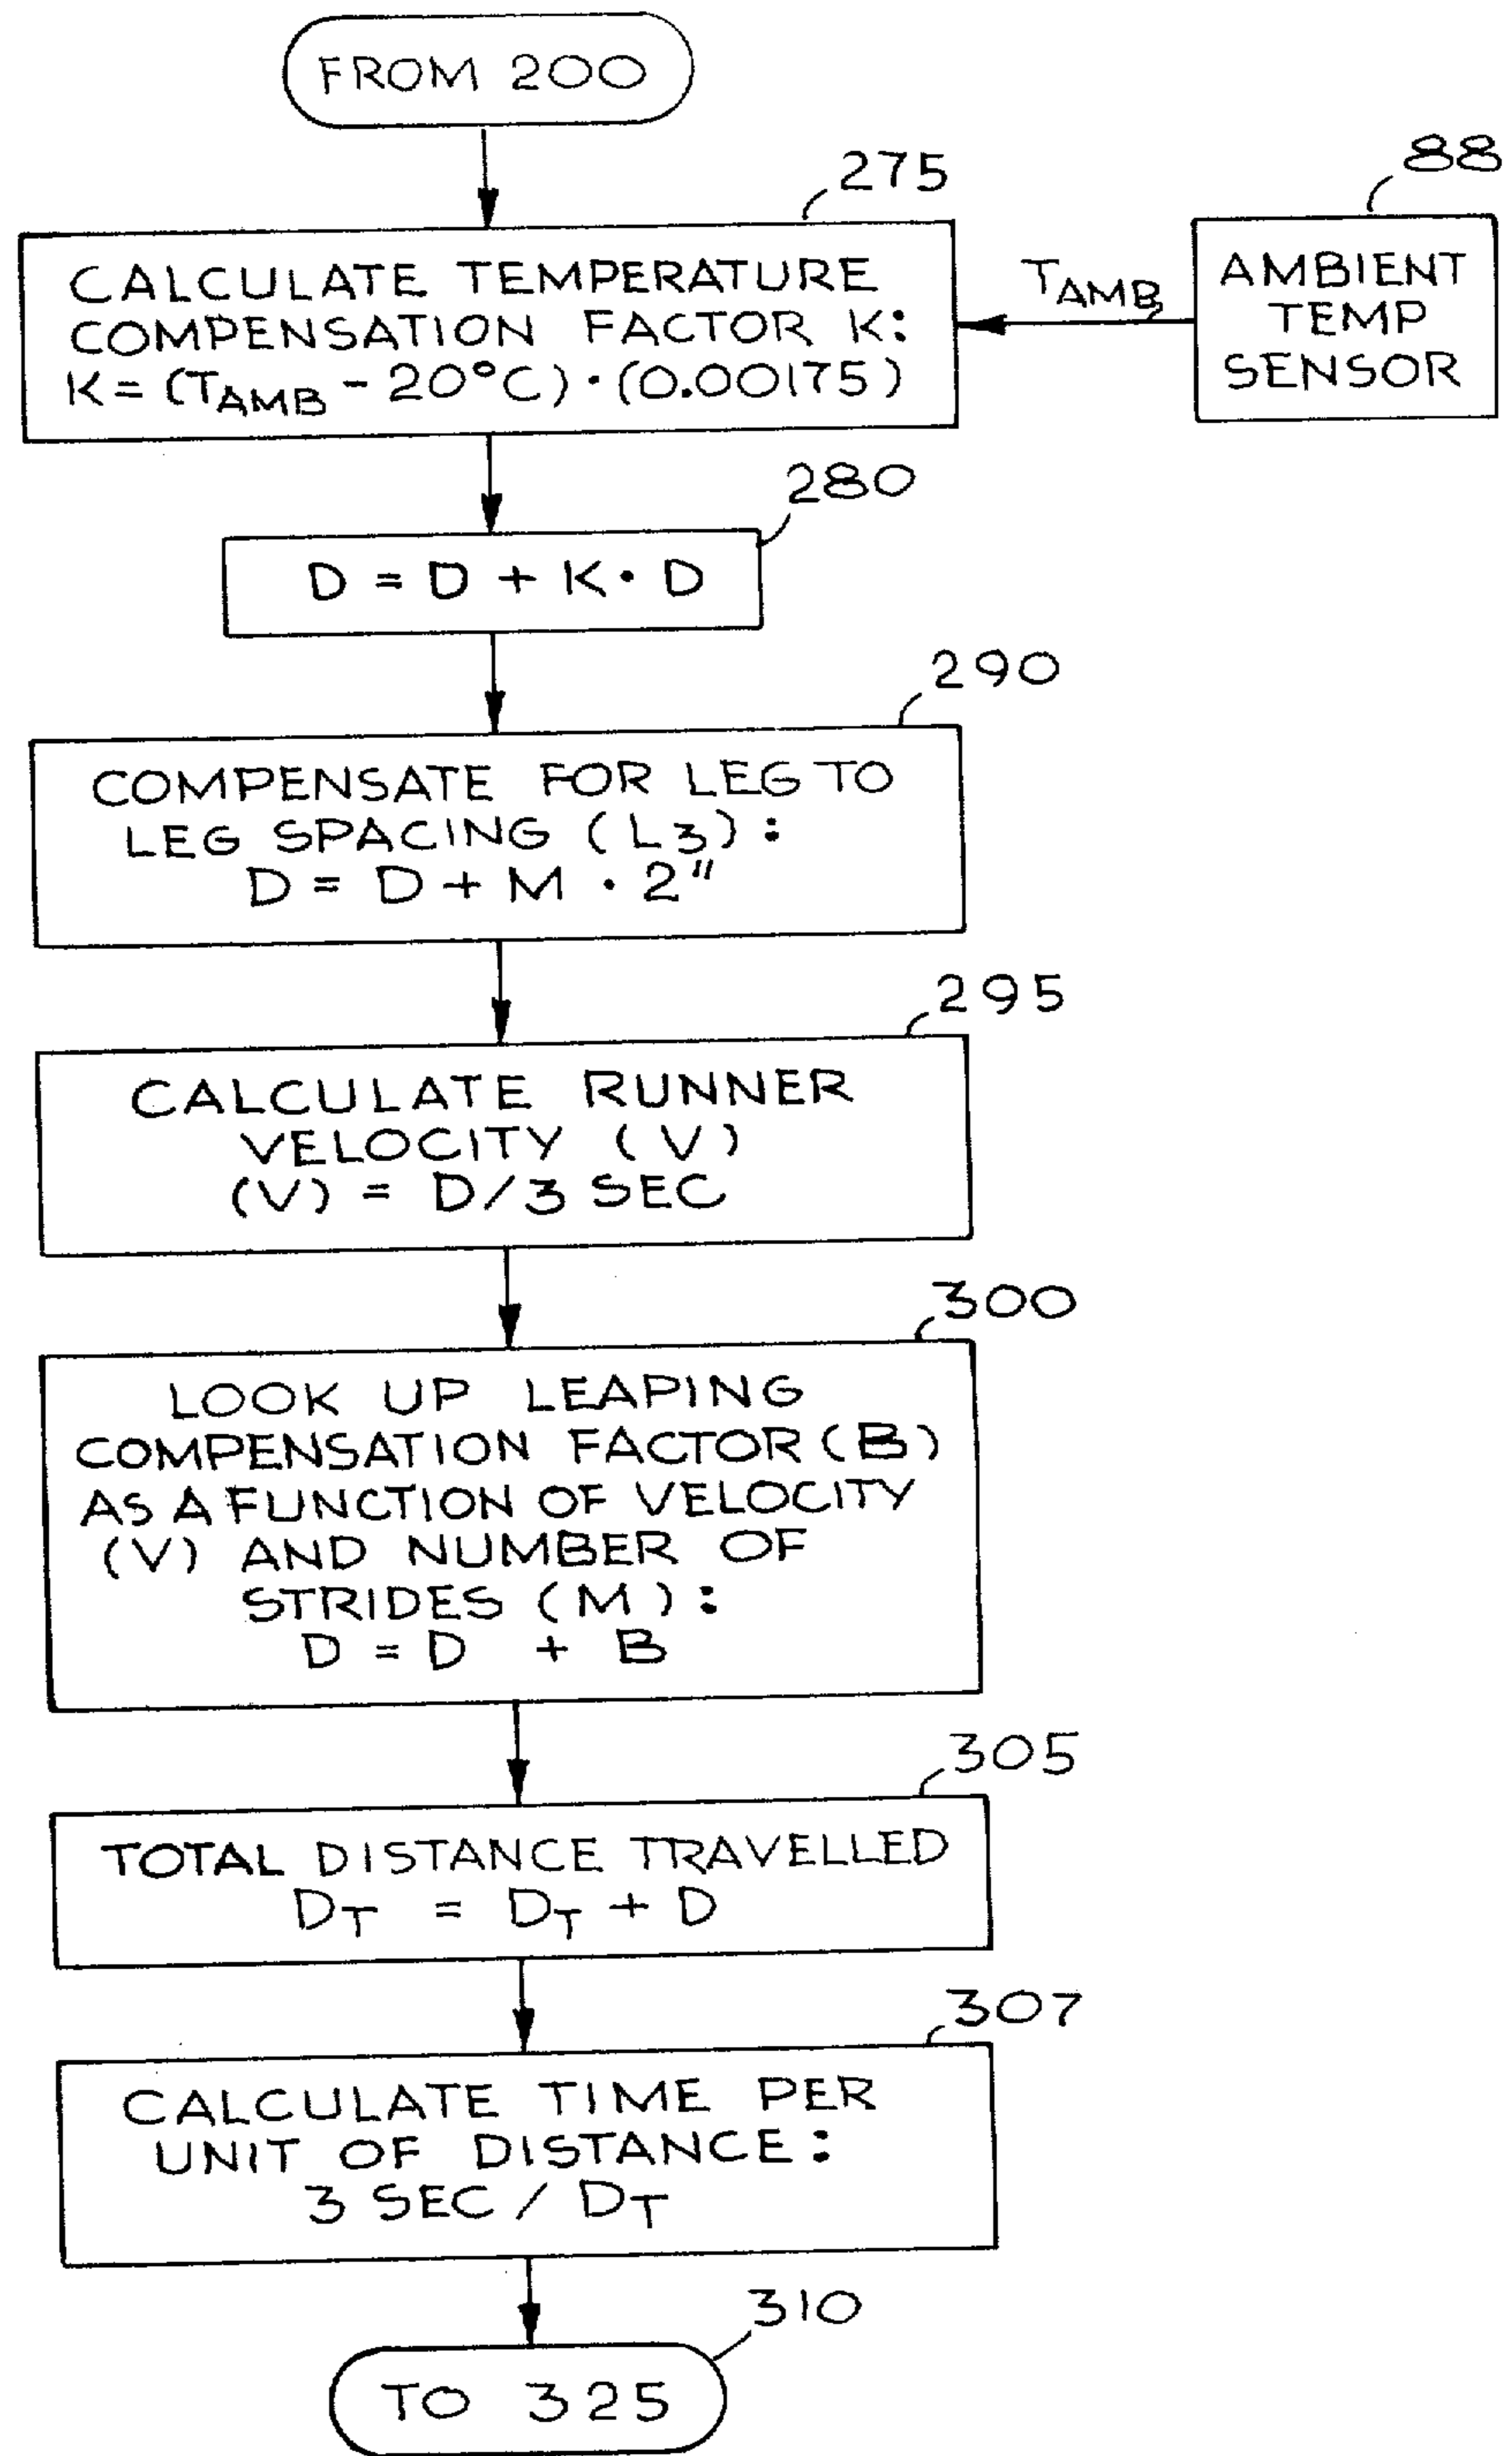 FROM 200
275
88
CALCULATE TEMPERATURE
COMPENSATION FACTOR K:
K = (TAMB - 20°C) · (0.00175)
TAMB
AMBIENT
TEMP
SENSOR
280
D = D + K · D
290
COMPENSATE FOR LEG TO
LEG SPACING (L3):
D = D + M · 2"
295
CALCULATE RUNNER
VELOCITY (V)
(V) = D/3 SEC
300
LOOK UP LEAPING
COMPENSATION FACTOR (B)
AS A FUNCTION OF VELOCITY
(V) AND NUMBER OF
STRIDES (M):
D = D + B
305
TOTAL DISTANCE TRAVELLED
DT = DT + D
307
CALCULATE TIME PER
UNIT OF DISTANCE:
3 SEC / DT
310
TO 325